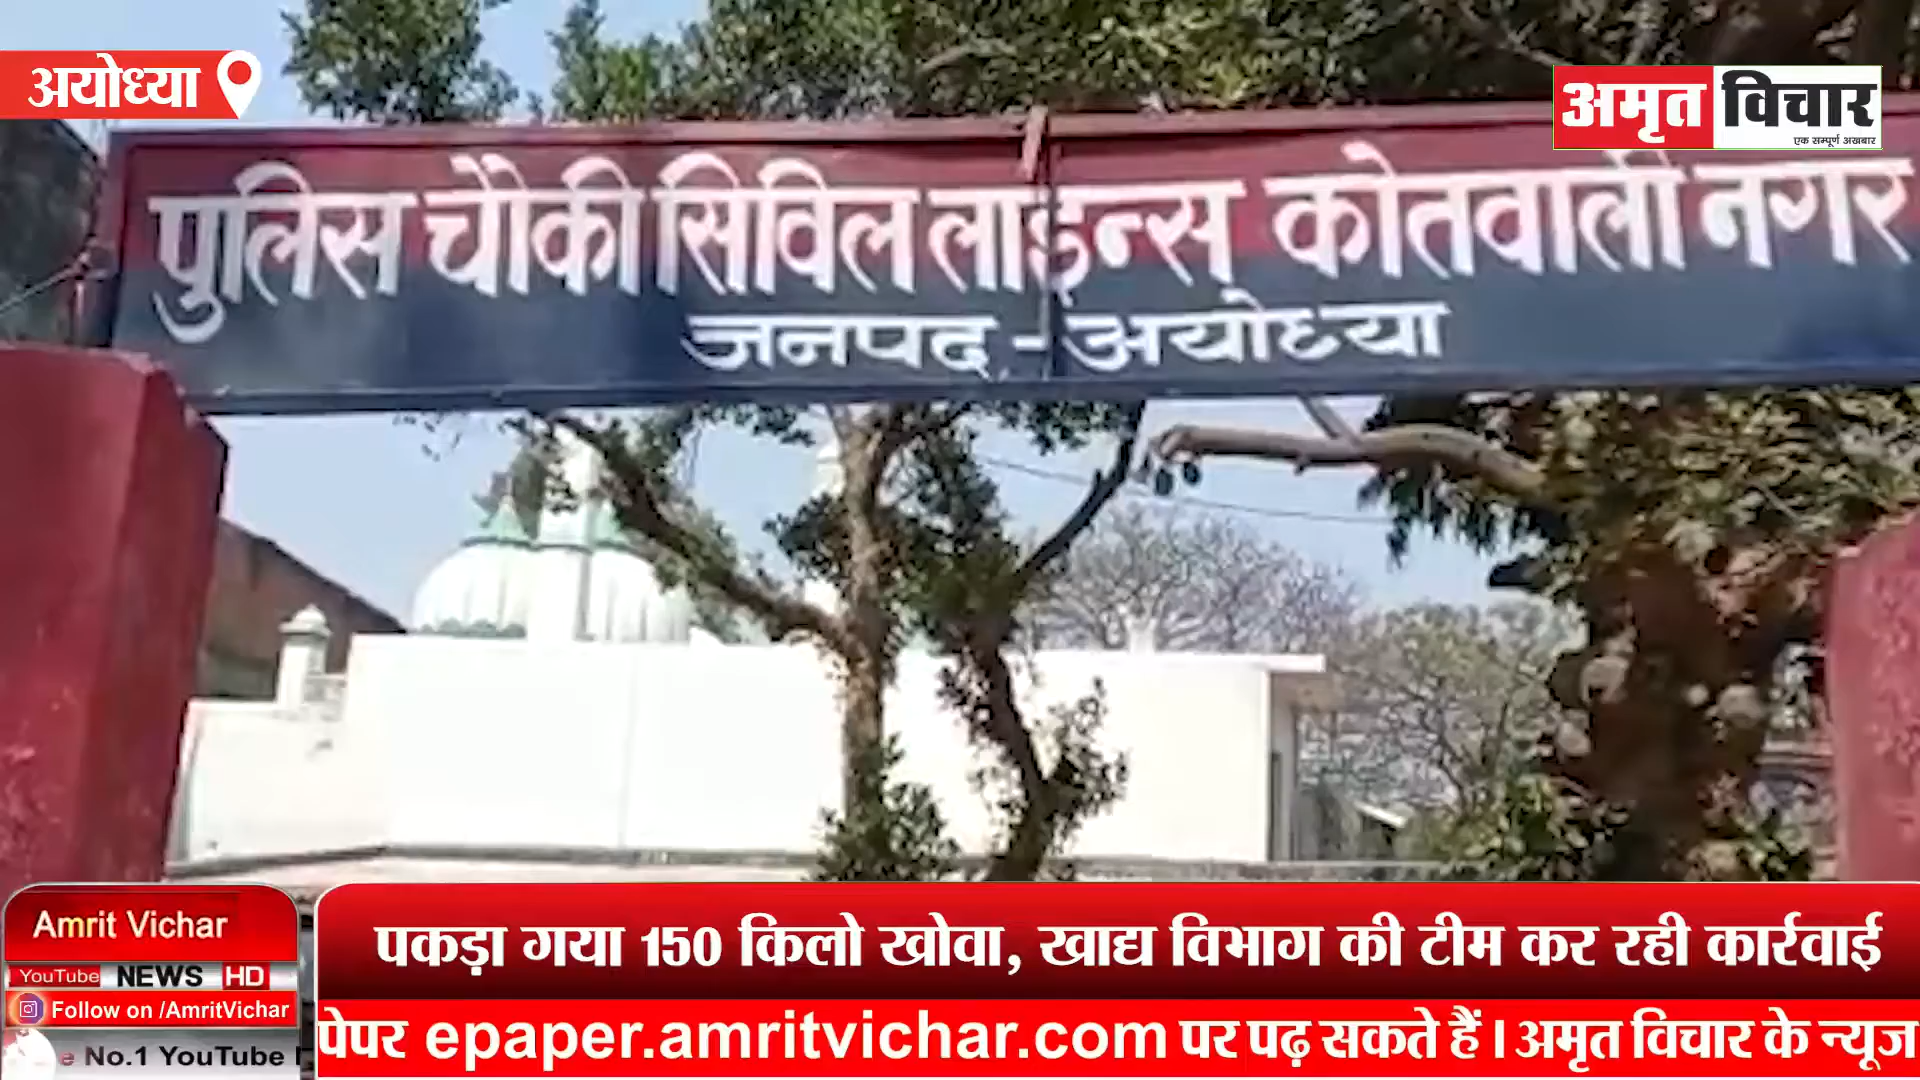 अयोध्या
अमृत विचार
एक सम्पूर्ण अखबार
पुलिस चौकी सिविल लाइन्स कोतवाली नगर
जनपद - अयोध्या
Amrit Vichar
YouTube NEWS HD
Follow on /AmritVichar
e No.1 YouTube
पकड़ा गया 150 किलो खोवा, खाद्य विभाग की टीम कर रही कार्रवाई
पेपर epaper.amritvichar.com पर पढ़ सकते हैं । अमृत विचार के न्यूज